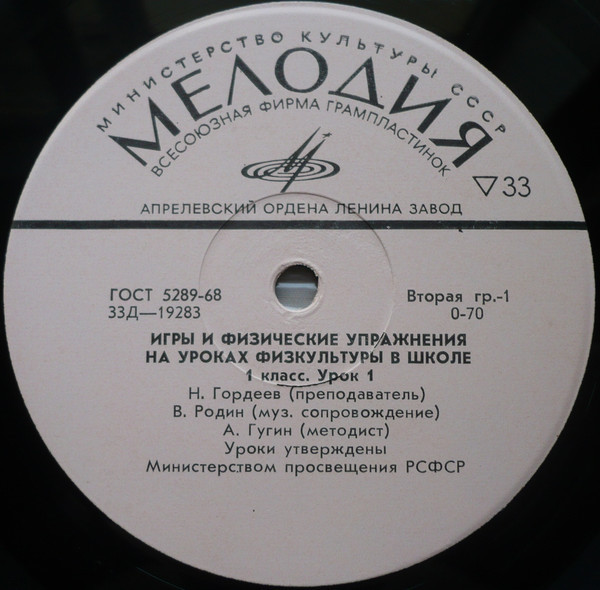 МИНИСТЕРСТВО КУЛЬТУРЫ СССР
МЕЛОДИЯ
ВСЕСОЮЗНАЯ ФИРМА ГРАМПЛАСТИНОК
▽33
АПРЕЛЕВСКИЙ ОРДЕНА ЛЕНИНА ЗАВОД
ГОСТ 5289-68
Вторая гр.-1
33Д—19283
0-70
ИГРЫ И ФИЗИЧЕСКИЕ УПРАЖНЕНИЯ
НА УРОКАХ ФИЗКУЛЬТУРЫ В ШКОЛЕ
1 класс. Урок 1
Н. Гордеев (преподаватель)
В. Родин (муз. сопровождение)
А. Гугин (методист)
Уроки утверждены
Министерством просвещения РСФСР